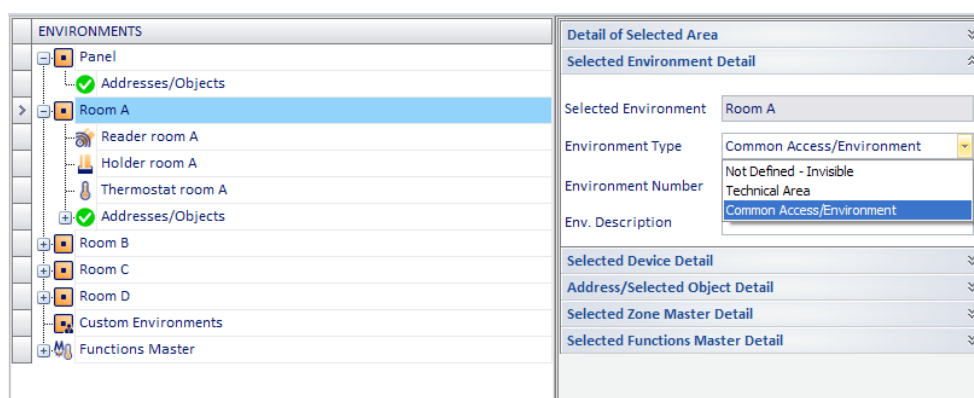 ENVIRONMENTS
Panel
Addresses/Objects
Room A
Reader room A
Holder room A
Thermostat room A
Addresses/Objects
Room B
Room C
Room D
Custom Environments
Functions Master
Detail of Selected Area
Selected Environment Detail
Selected Environment Room A
Environment Type Common Access/Environment
Not Defined - Invisible
Environment Number Technical Area
Common Access/Environment
Env. Description
Selected Device Detail
Address/Selected Object Detail
Selected Zone Master Detail
Selected Functions Master Detail